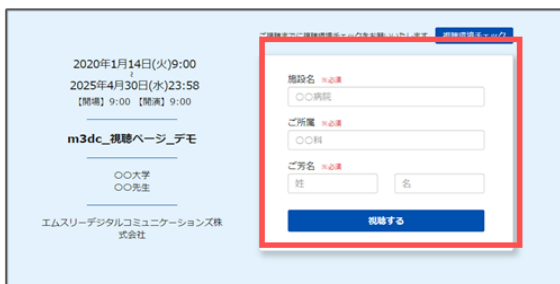 ご視聴までに視聴環境チェックをお願いいたします 視聴環境チェック
2020年1月14日(火)9:00
～
2025年4月30日(水)23:58
【開場】9:00 【開演】9:00
m3dc_視聴ページ_デモ
○○大学
○○先生
エムスリーデジタルコミュニケーションズ株
式会社
施設名 ※必須
○○病院
ご所属 ※必須
○○科
ご芳名 ※必須
姓 名
視聴する